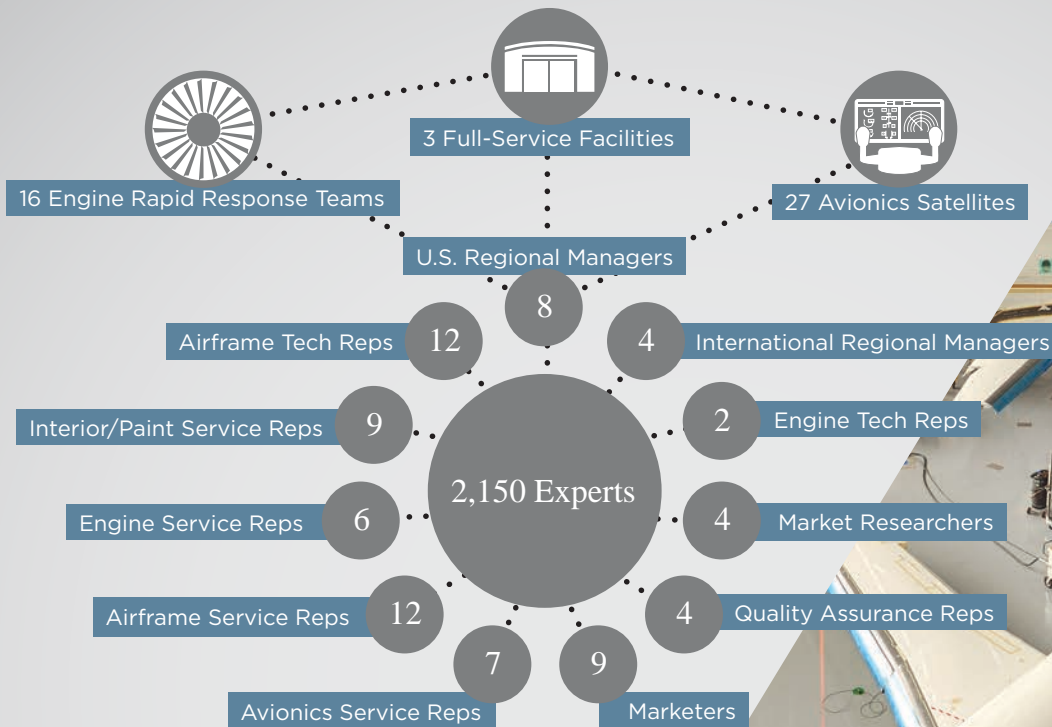 3 Full-Service Facilities
16 Engine Rapid Response Teams
27 Avionics Satellites
U.S. Regional Managers
8
Airframe Tech Reps
12
4
International Regional Managers
Interior/Paint Service Reps
9
2
Engine Tech Reps
2,150 Experts
Engine Service Reps
6
4
Market Researchers
Airframe Service Reps
12
4
Quality Assurance Reps
7
9
Avionics Service Reps
Marketers